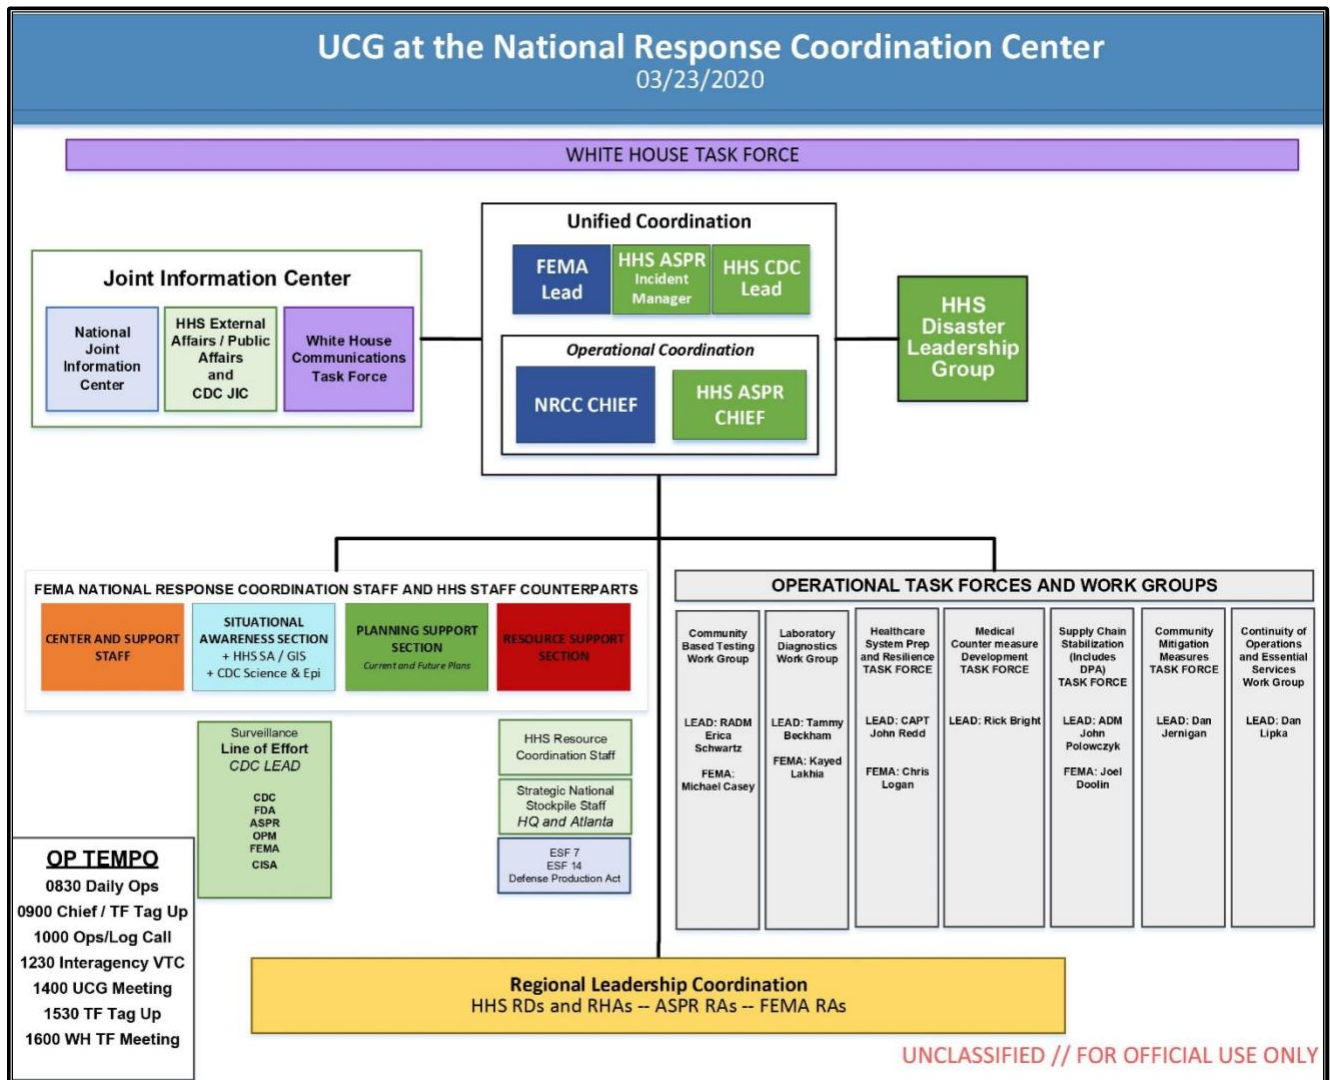 UCG at the National Response Coordination Center
03/23/2020
WHITE HOUSE TASK FORCE
Unified Coordination
FEMA
Lead
HHS ASPR
Incident
Manager
HHS CDC
Lead
Operational Coordination
NRCC CHIEF
HHS ASPR
CHIEF
Joint Information Center
National
Joint
Information
Center
HHS External
Affairs / Public
Affairs
and
CDC JIC
White House
Communications
Task Force
HHS
Disaster
Leadership
Group
FEMA NATIONAL RESPONSE COORDINATION STAFF AND HHS STAFF COUNTERPARTS
CENTER AND SUPPORT
STAFF
SITUATIONAL
AWARENESS SECTION
+ HHS SA / GIS
+ CDC Science & Epi
PLANNING SUPPORT
SECTION
Current and Future Plans
RESOURCE SUPPORT
SECTION
Surveillance
Line of Effort
CDC LEAD
CDC
FDA
ASPR
OPM
FEMA
CISA
HHS Resource
Coordination Staff
Strategic National
Stockpile Staff
HQ and Atlanta
ESF 7
ESF 14
Defense Production Act
OPERATIONAL TASK FORCES AND WORK GROUPS
Community
Based Testing
Work Group
LEAD: RADM
Erica
Schwartz
FEMA:
Michael Casey
Laboratory
Diagnostics
Work Group
LEAD: Tammy
Beckham
FEMA: Kayed
Lakhia
Healthcare
System Prep
and Resilience
TASK FORCE
LEAD: CAPT
John Redd
FEMA: Chris
Logan
Medical
Counter measure
Development
TASK FORCE
LEAD: Rick Bright
Supply Chain
Stabilization
(Includes
DPA)
TASK FORCE
LEAD: ADM
John
Polowczyk
FEMA: Joel
Doolin
Community
Mitigation
Measures
TASK FORCE
LEAD: Dan
Jernigan
Continuity of
Operations
and Essential
Services
Work Group
LEAD: Dan
Lipka
OP TEMPO
0830 Daily Ops
0900 Chief / TF Tag Up
1000 Ops/Log Call
1230 Interagency VTC
1400 UCG Meeting
1530 TF Tag Up
1600 WH TF Meeting
Regional Leadership Coordination
HHS RDs and RHAs -- ASPR RAs -- FEMA RAs
UNCLASSIFIED // FOR OFFICIAL USE ONLY